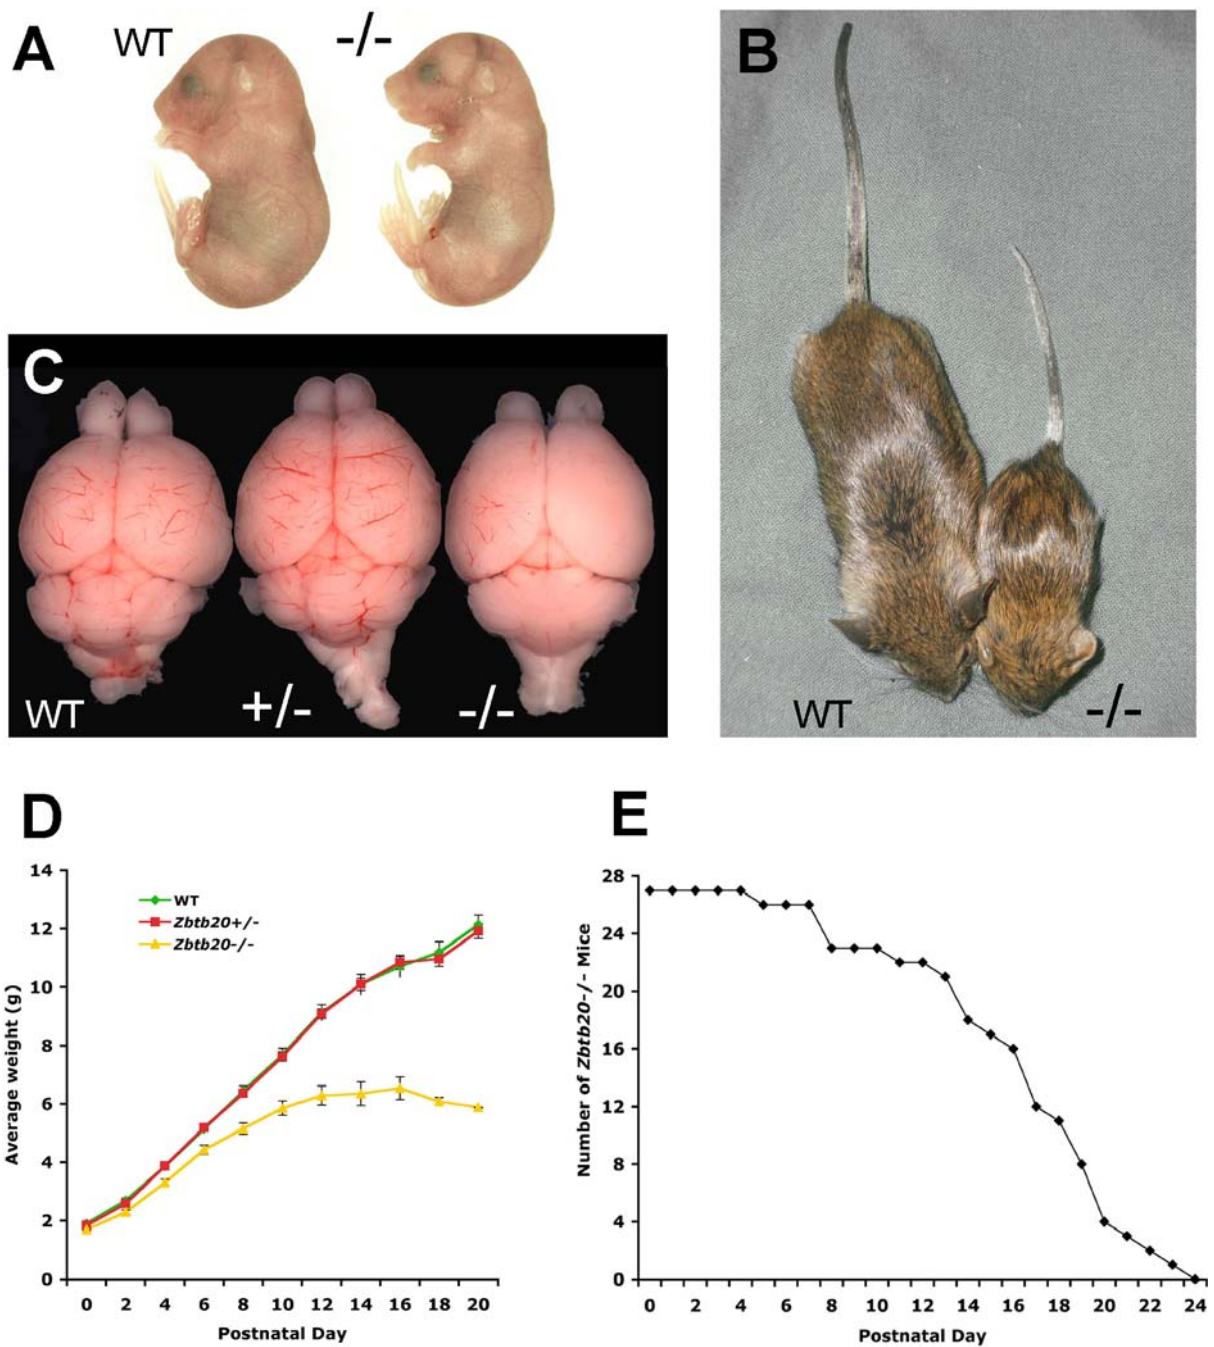 A
WT
-/-
B
WT
-/-
C
WT
+/-
-/-
D
14
12
10
8
6
4
2
0
Average weight (g)
WT
Zbtb20+/-
Zbtb20-/-
0 2 4 6 8 10 12 14 16 18 20
Postnatal Day
E
28
24
20
16
12
8
4
0
Number of Zbtb20-/- Mice
0 2 4 6 8 10 12 14 16 18 20 22 24
Postnatal Day